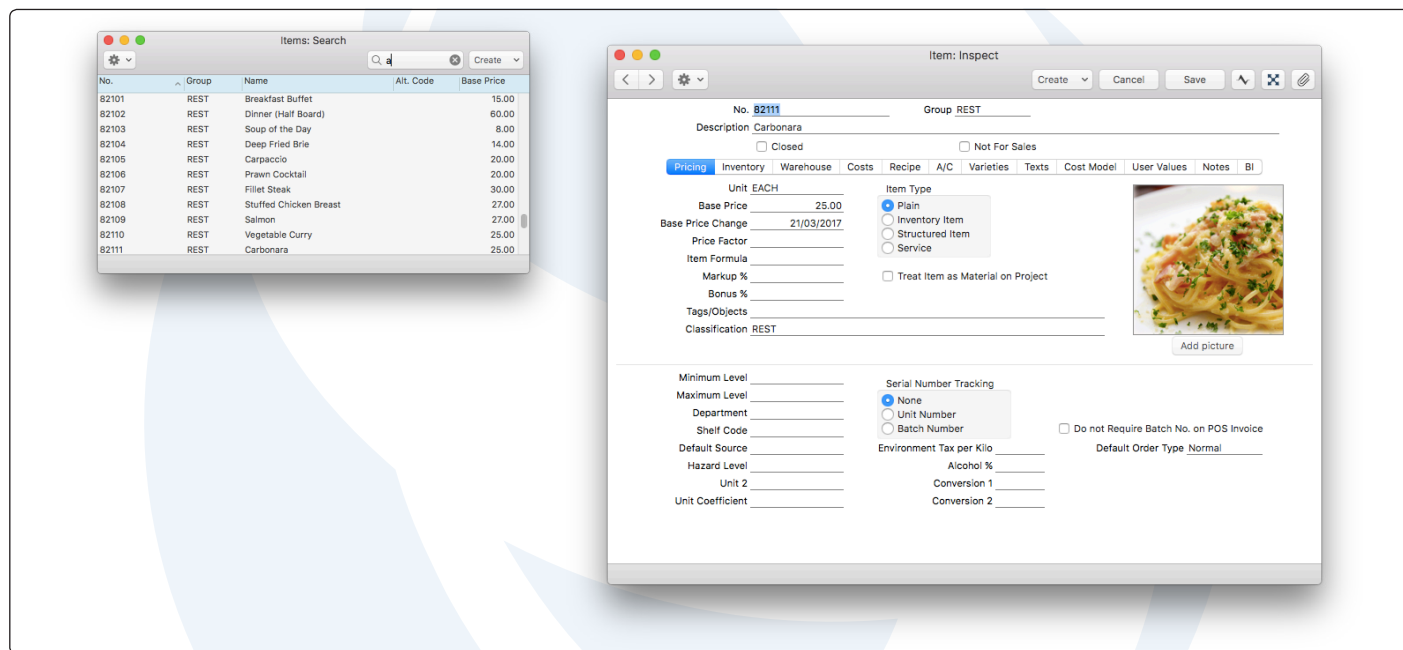 Items: Search
a
Create
No. Group Name Alt. Code Base Price
82101 REST Breakfast Buffet 15.00
82102 REST Dinner (Half Board) 60.00
82103 REST Soup of the Day 8.00
82104 REST Deep Fried Brie 14.00
82105 REST Carpaccio 20.00
82106 REST Prawn Cocktail 20.00
82107 REST Fillet Steak 30.00
82108 REST Stuffed Chicken Breast 27.00
82109 REST Salmon 27.00
82110 REST Vegetable Curry 25.00
82111 REST Carbonara 25.00
Item: Inspect
Create Cancel Save
No. 82111 Group REST
Description Carbonara
Closed Not For Sales
Pricing Inventory Warehouse Costs Recipe A/C Varieties Texts Cost Model User Values Notes BI
Unit EACH Item Type
Base Price 25.00 Plain
Base Price Change 21/03/2017 Inventory Item
Price Factor Structured Item
Item Formula Service
Markup % Treat Item as Material on Project
Bonus %
Tags/Objects
Classification REST
Add picture
Minimum Level Serial Number Tracking
Maximum Level None
Department Unit Number
Shelf Code Batch Number Do not Require Batch No. on POS Invoice
Default Source Environment Tax per Kilo Default Order Type Normal
Hazard Level Alcohol %
Unit 2 Conversion 1
Unit Coefficient Conversion 2